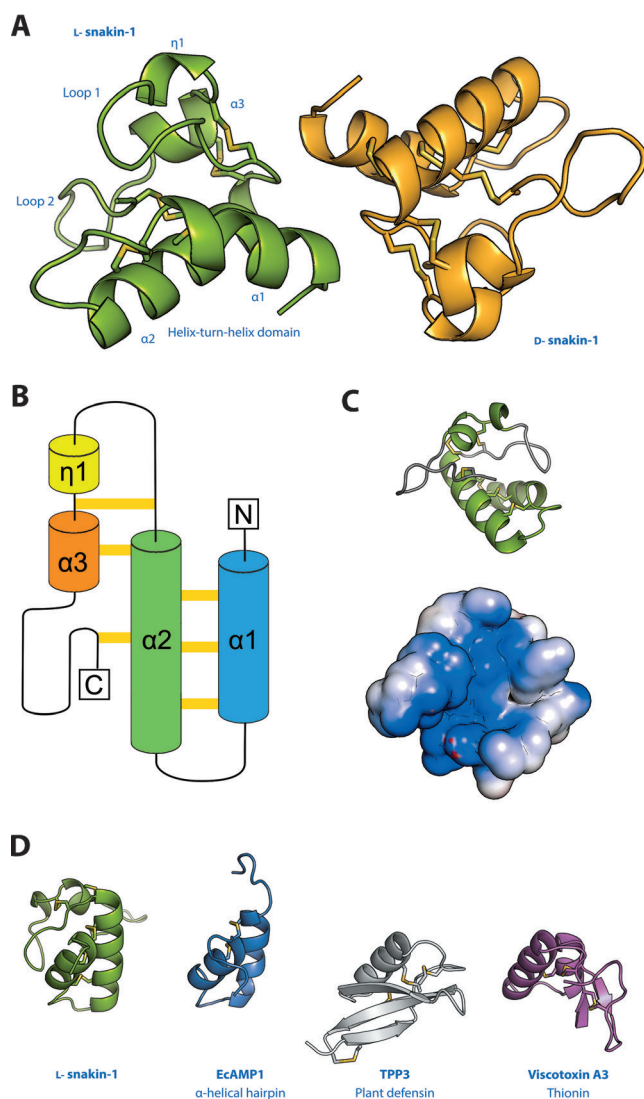 A
L- snakin-1
η1
Loop 1
α3
Loop 2
α1
α2
Helix-turn-helix domain
D- snakin-1
B
C
η1
N
α3
α2
α1
C
D
L- snakin-1
EcAMP1
TPP3
Viscotoxin A3
α-helical hairpin
Plant defensin
Thionin